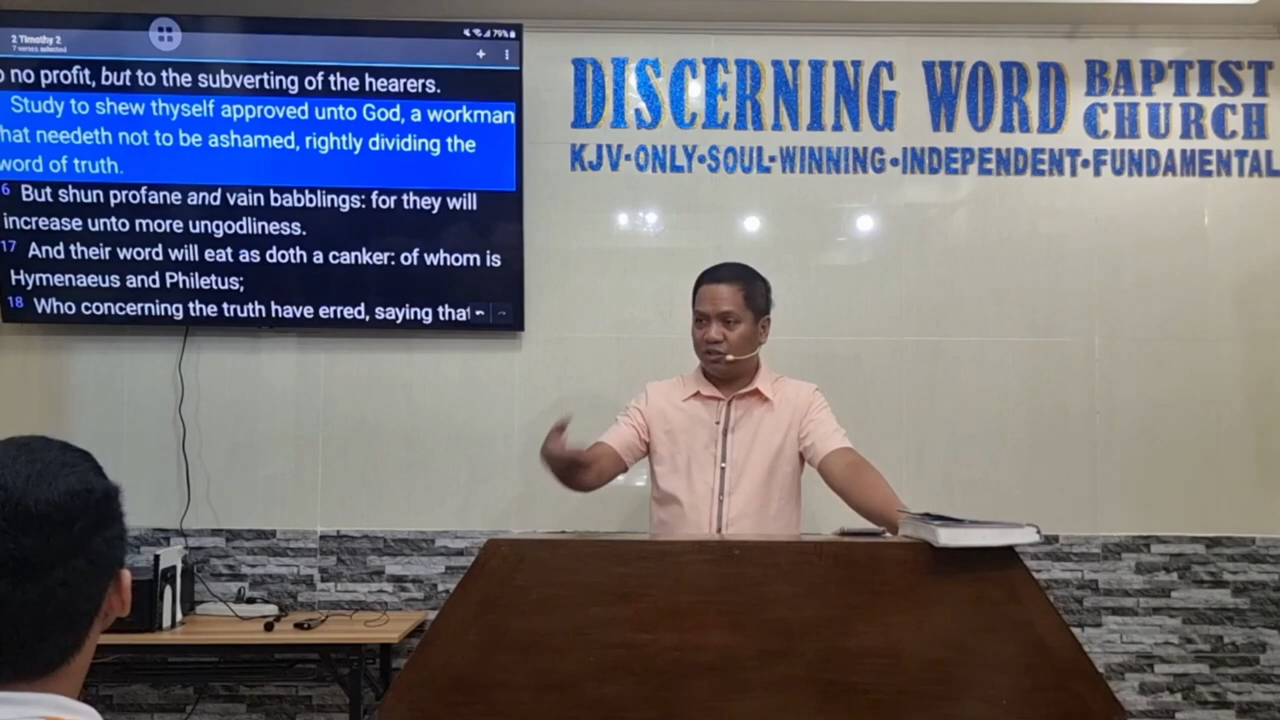 2 Timothy 2
7 verses selected
79%
no profit, but to the subverting of the hearers.
Study to shew thyself approved unto God, a workman
hat needeth not to be ashamed, rightly dividing the
word of truth.
6 But shun profane and vain babblings: for they will
increase unto more ungodliness.
17 And their word will eat as doth a canker: of whom is
Hymenaeus and Philetus;
18 Who concerning the truth have erred, saying that
DISCERNING WORD BAPTIST CHURCH
KJV-ONLY•SOUL-WINNING•INDEPENDENT•FUNDAMENTAL